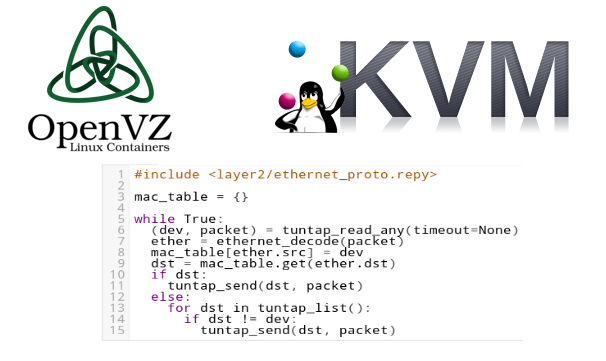 OpenVZ
Linux Containers
KVM
1 #include <layer2/ethernet_proto.repy>
2
3 mac_table = {}
4
5 while True:
6   (dev, packet) = tuntap_read_any(timeout=None)
7   ether = ethernet_decode(packet)
8   mac_table[ether.src] = dev
9   dst = mac_table.get(ether.dst)
10   if dst:
11     tuntap_send(dst, packet)
12   else:
13     for dst in tuntap_list():
14       if dst != dev:
15         tuntap_send(dst, packet)